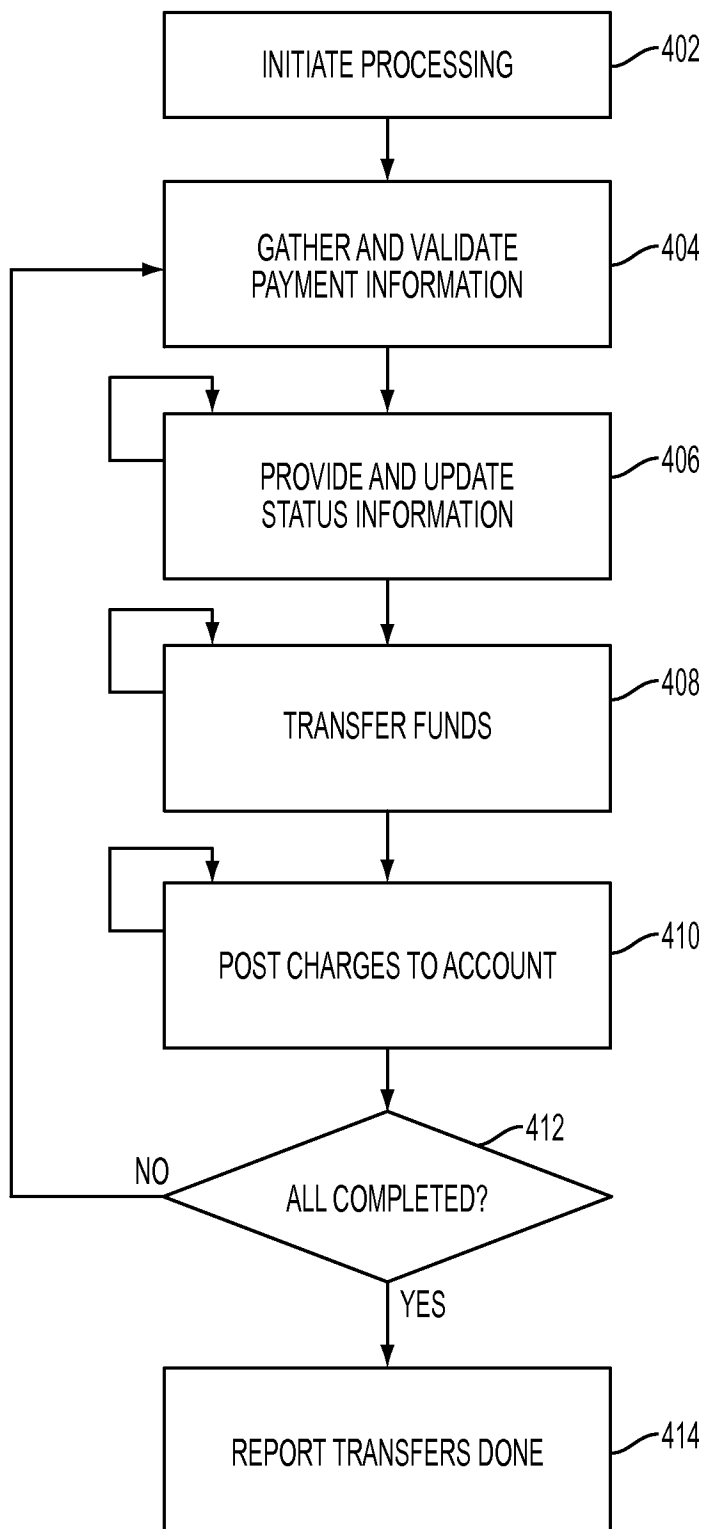 INITIATE PROCESSING
402
GATHER AND VALIDATE
PAYMENT INFORMATION
404
PROVIDE AND UPDATE
STATUS INFORMATION
406
TRANSFER FUNDS
408
POST CHARGES TO ACCOUNT
410
412
NO
ALL COMPLETED?
YES
REPORT TRANSFERS DONE
414